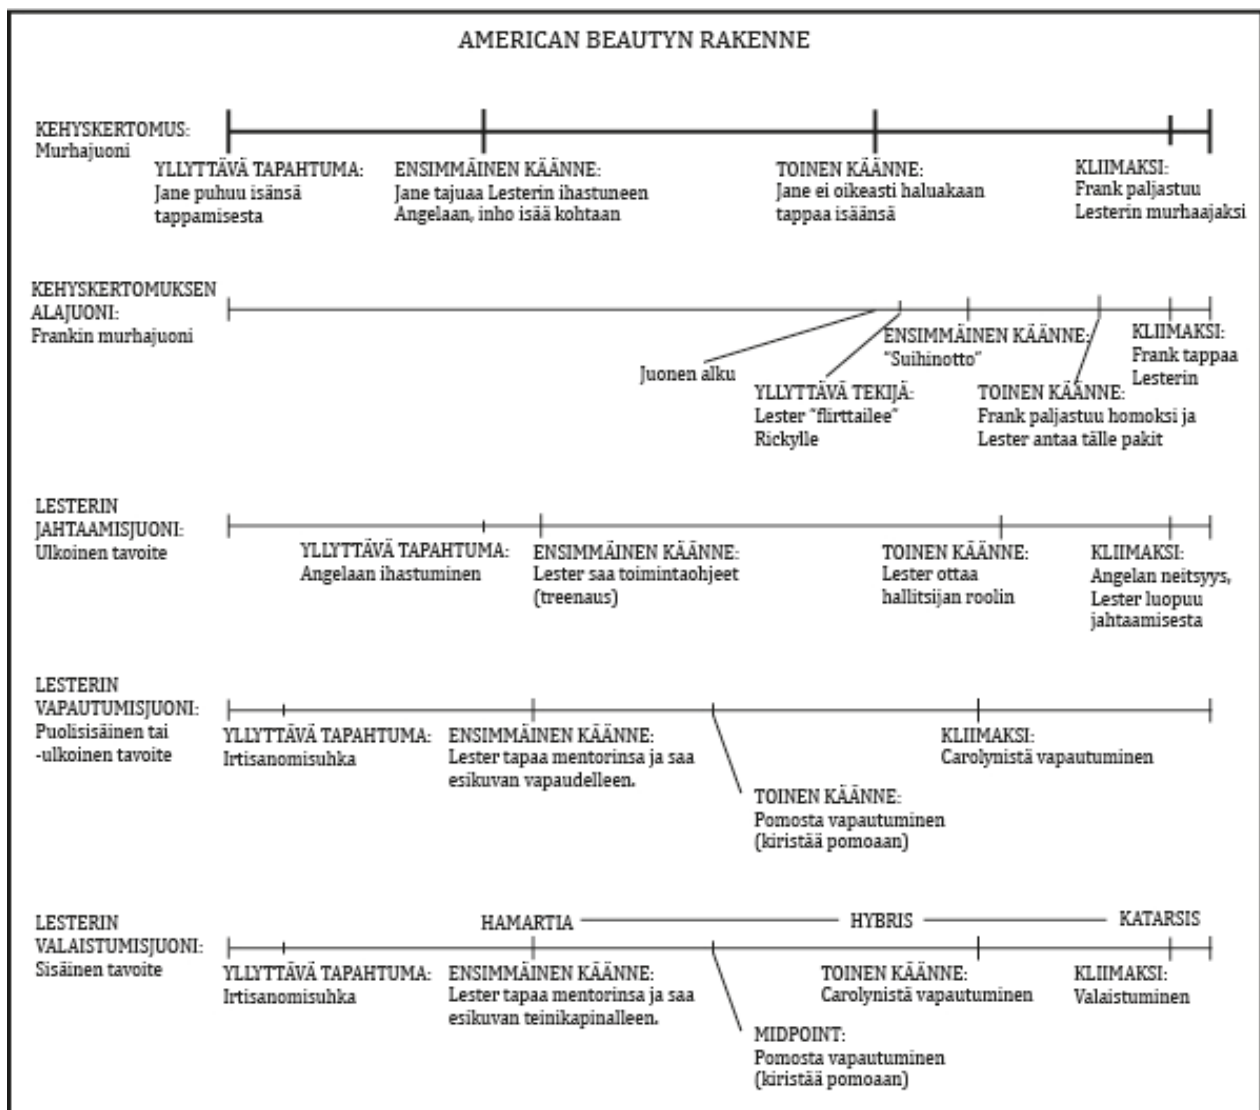 AMERICAN BEAUTYN RAKENNE
KEHYSKERTOMUS:
Murhajuoni
YLLYTTÄVÄ TAPAHTUMA:
Jane puhuu isänsä
tappamisesta
ENSIMMÄINEN KÄÄNNE:
Jane tajuaa Lesterin ihastuneen
Angelaan, inho isää kohtaan
TOINEN KÄÄNNE:
Jane ei oikeasti haluakaan
tappaa isäänsä
KLIIMAKSI:
Frank paljastuu
Lesterin murhaajaksi
KEHYSKERTOMUKSEN
ALAJUONI:
Frankin murhajuoni
Juonen alku
YLLYTTÄVÄ TEKIJÄ:
Lester "flirttailee"
Rickylle
ENSIMMÄINEN KÄÄNNE:
"Suihinotto"
TOINEN KÄÄNNE:
Frank paljastuu homoksi ja
Lester antaa tälle pakit
KLIIMAKSI:
Frank tappaa
Lesterin
LESTERIN
JAHTAAMISJUONI:
Ulkoinen tavoite
YLLYTTÄVÄ TAPAHTUMA:
Angelaan ihastuminen
ENSIMMÄINEN KÄÄNNE:
Lester saa toimintaohjeet
(treenaus)
TOINEN KÄÄNNE:
Lester ottaa
hallitsijan roolin
KLIIMAKSI:
Angelan neitsyys,
Lester luopuu
jahtaamisesta
LESTERIN
VAPAUTUMISJUONI:
Puolisisäinen tai
-ulkoinen tavoite
YLLYTTÄVÄ TAPAHTUMA:
Irtisanomisuhka
ENSIMMÄINEN KÄÄNNE:
Lester tapaa mentorinsa ja saa
esikuvan vapaudelleen.
TOINEN KÄÄNNE:
Pomosta vapautuminen
(kiristää pomoaan)
KLIIMAKSI:
Carolynistä vapautuminen
LESTERIN
VALAISTUMISJUONI:
Sisäinen tavoite
HAMARTIA
HYBRIS
KATARSIS
YLLYTTÄVÄ TAPAHTUMA:
Irtisanomisuhka
ENSIMMÄINEN KÄÄNNE:
Lester tapaa mentorinsa ja saa
esikuvan teinikapinalleen.
MIDPOINT:
Pomosta vapautuminen
(kiristää pomoaan)
TOINEN KÄÄNNE:
Carolynistä vapautuminen
KLIIMAKSI:
Valaistuminen